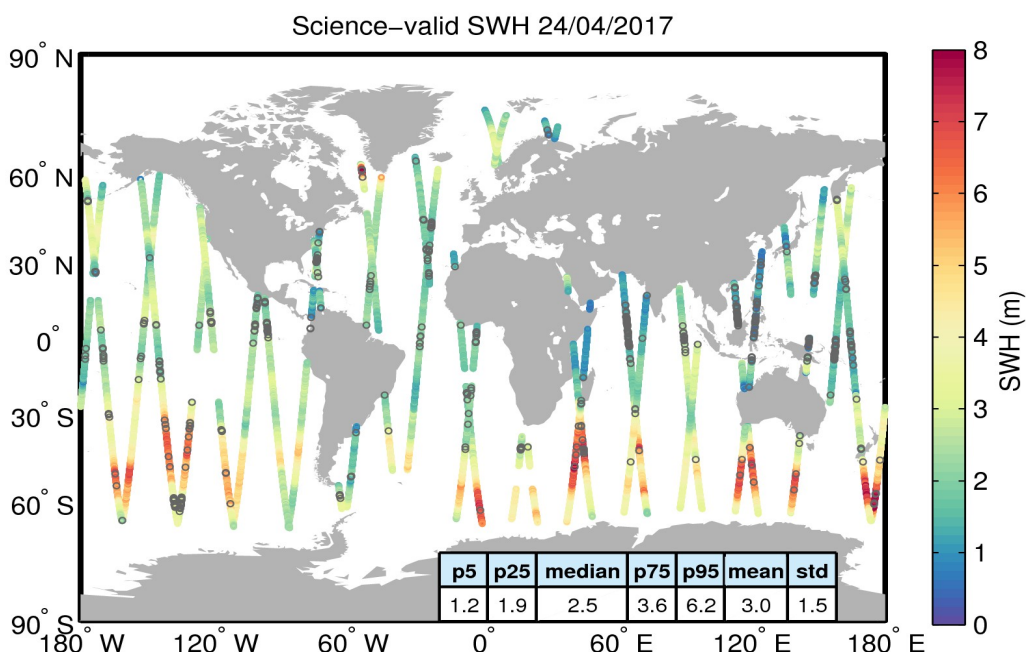 Science-valid SWH 24/04/2017
90° N
60° N
30° N
0°
30° S
60° S
90° S
180° W
120° W
60° W
0°
60° E
120° E
180° E
p5 p25 median p75 p95 mean std
1.2 1.9 2.5 3.6 6.2 3.0 1.5
8
7
6
5
4
3
2
1
0
SWH (m)